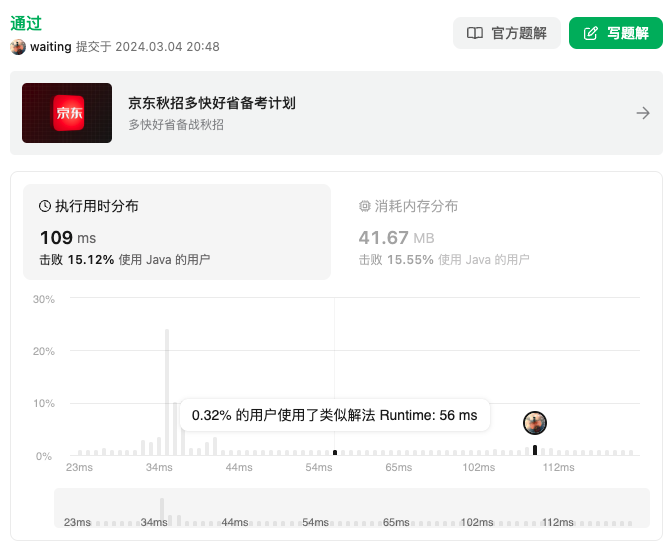 通过
官方题解
写题解
waiting 提交于 2024.03.04 20:48
京东
京东秋招多快好省备考计划
多快好省备战秋招
执行用时分布
109 ms
击败 15.12% 使用 Java 的用户
消耗内存分布
41.67 MB
击败 15.55% 使用 Java 的用户
30%
20%
10%
0%
0.32% 的用户使用了类似解法 Runtime: 56 ms
23ms 34ms 44ms 54ms 65ms 102ms 112ms
23ms 34ms 44ms 54ms 65ms 102ms 112ms